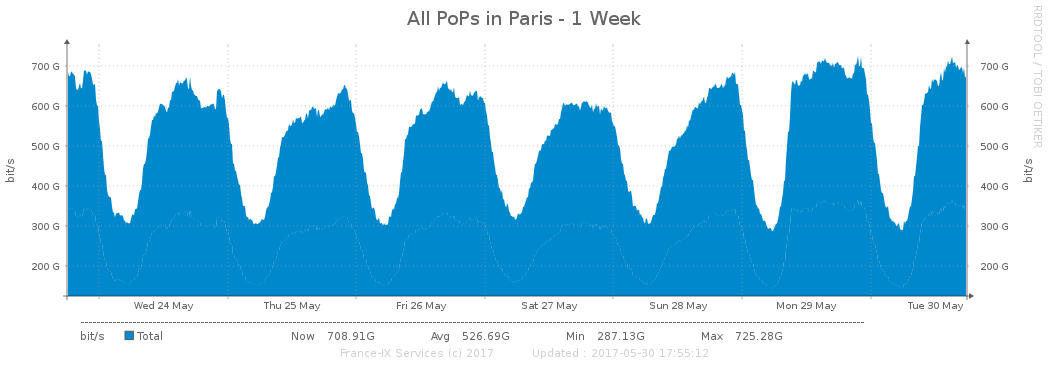 All PoPs in Paris - 1 Week
RRDTOOL / TOBI OETIKER
700 G 700 G
600 G 600 G
500 G 500 G
400 G 400 G
300 G 300 G
200 G 200 G
bit/s bit/s
Wed 24 May Thu 25 May Fri 26 May Sat 27 May Sun 28 May Mon 29 May Tue 30 May
bit/s Total Now 708.91G Avg 526.69G Min 287.13G Max 725.28G
France-IX Services (c) 2017 Updated : 2017-05-30 17:55:12